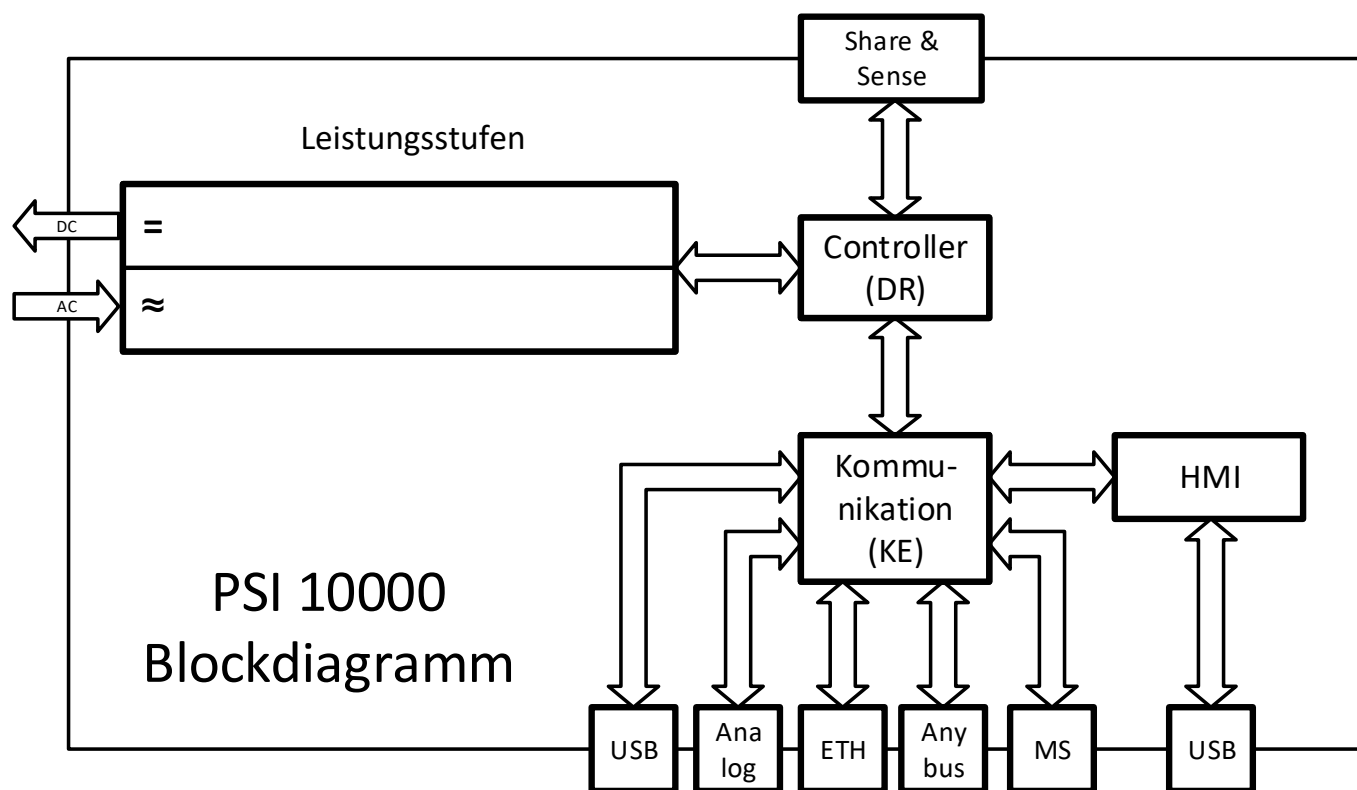 Share &
Sense
Leistungsstufen
DC
=
Controller
(DR)
AC
≈
Kommu-
nikation
(KE)
HMI
PSI 10000
Blockdiagramm
USB
Ana
log
ETH
Any
bus
MS
USB